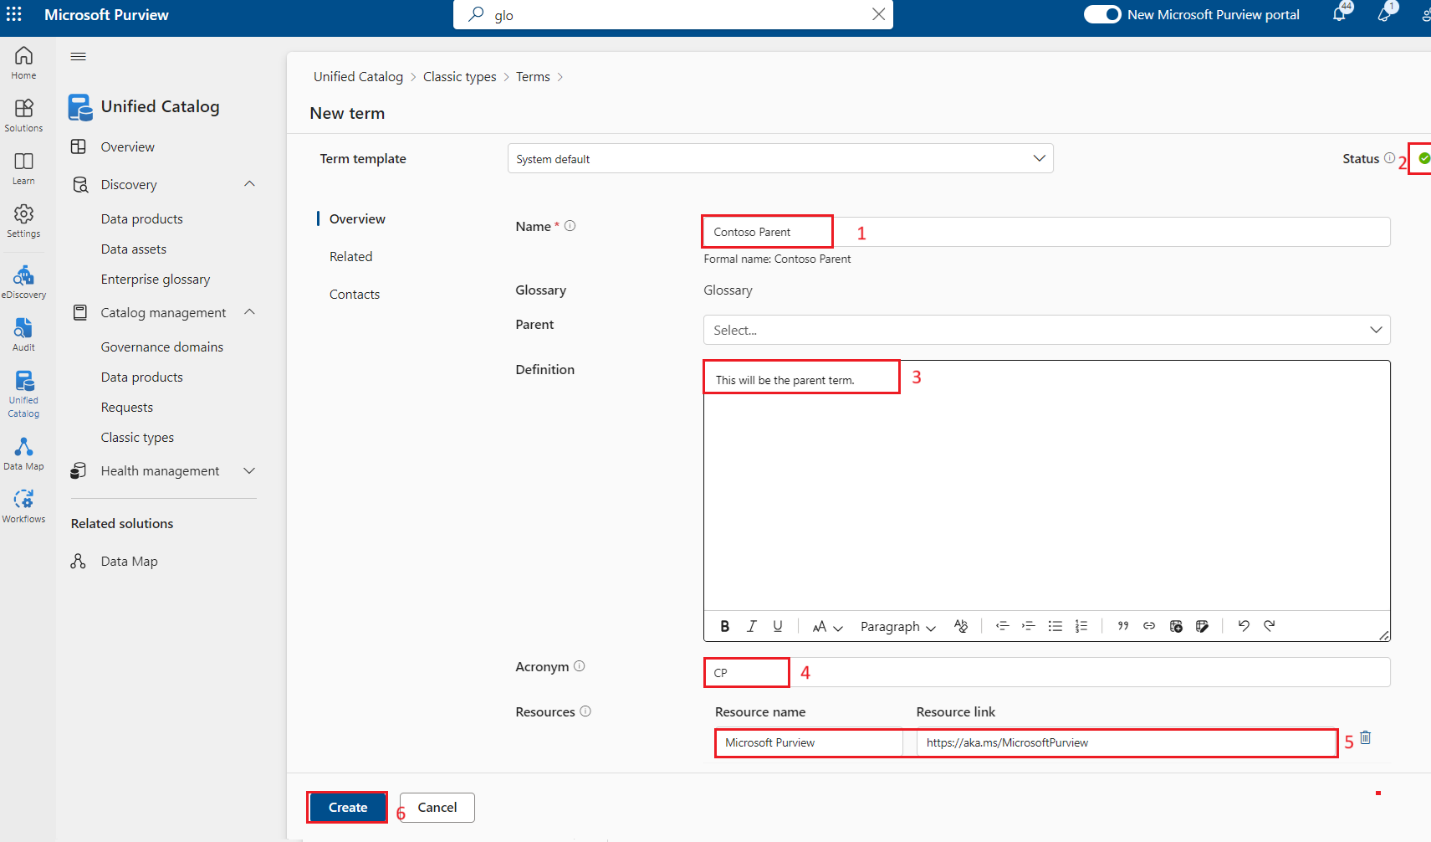 Microsoft Purview
glo
New Microsoft Purview portal
44
1
Home
Solutions
Learn
Settings
eDiscovery
Audit
Unified
Catalog
Data Map
Workflows
Unified Catalog
Overview
Discovery
Data products
Data assets
Enterprise glossary
Catalog management
Governance domains
Data products
Requests
Classic types
Health management
Related solutions
Data Map
Unified Catalog > Classic types > Terms >
New term
Term template
System default
Status
2
Overview
Related
Contacts
Name *
Contoso Parent
1
Formal name: Contoso Parent
Glossary
Glossary
Parent
Select...
Definition
This will be the parent term.
3
B I U AA Paragraph
Acronym
CP
4
Resources
Resource name Resource link
Microsoft Purview https://aka.ms/MicrosoftPurview
5
Create
6
Cancel